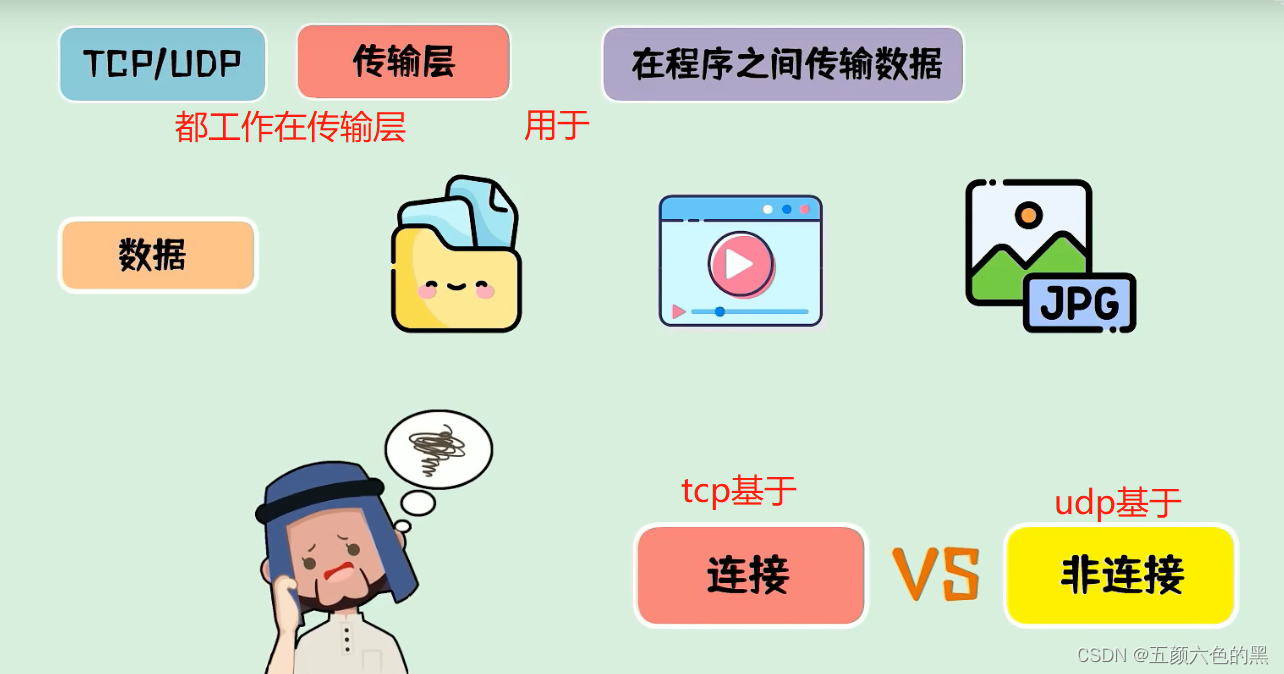 TCP/UDP
传输层
在程序之间传输数据
都工作在传输层
用于
数据
JPG
tcp基于
udp基于
连接
VS
非连接
CSDN @五颜六色的黑